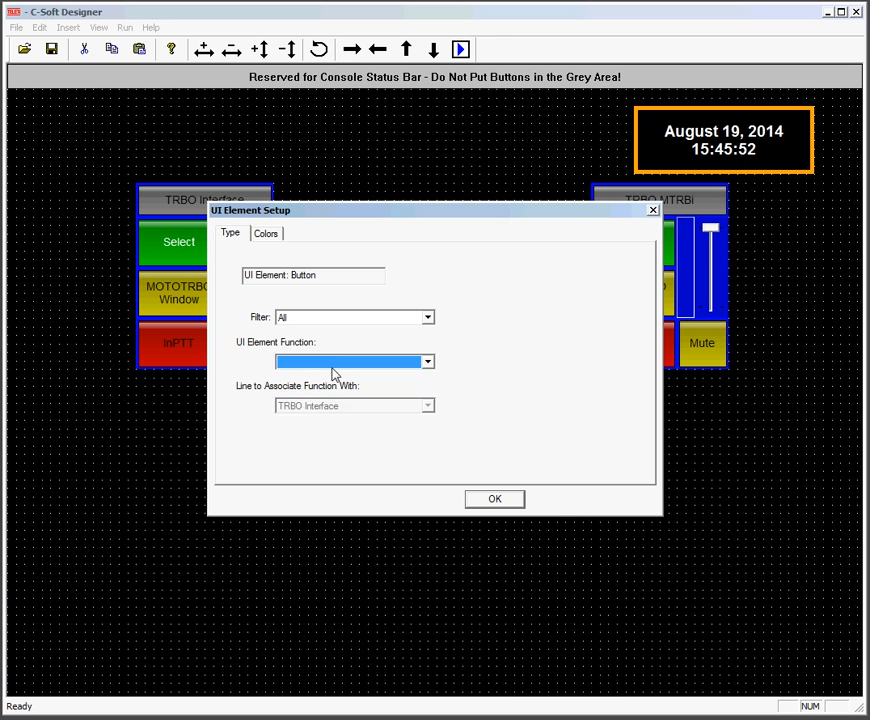 TELEX - C-Soft Designer
File Edit Insert View Run Help
Reserved for Console Status Bar - Do Not Put Buttons in the Grey Area!
August 19, 2014
15:45:52
TRBO Interface
TRBO MTRBi
UI Element Setup
Type Colors
Select
UI Element: Button
MOTOTRBO
Window
Filter: All
UI Element Function:
InPTT
Mute
Line to Associate Function With:
TRBO Interface
OK
Ready
NUM